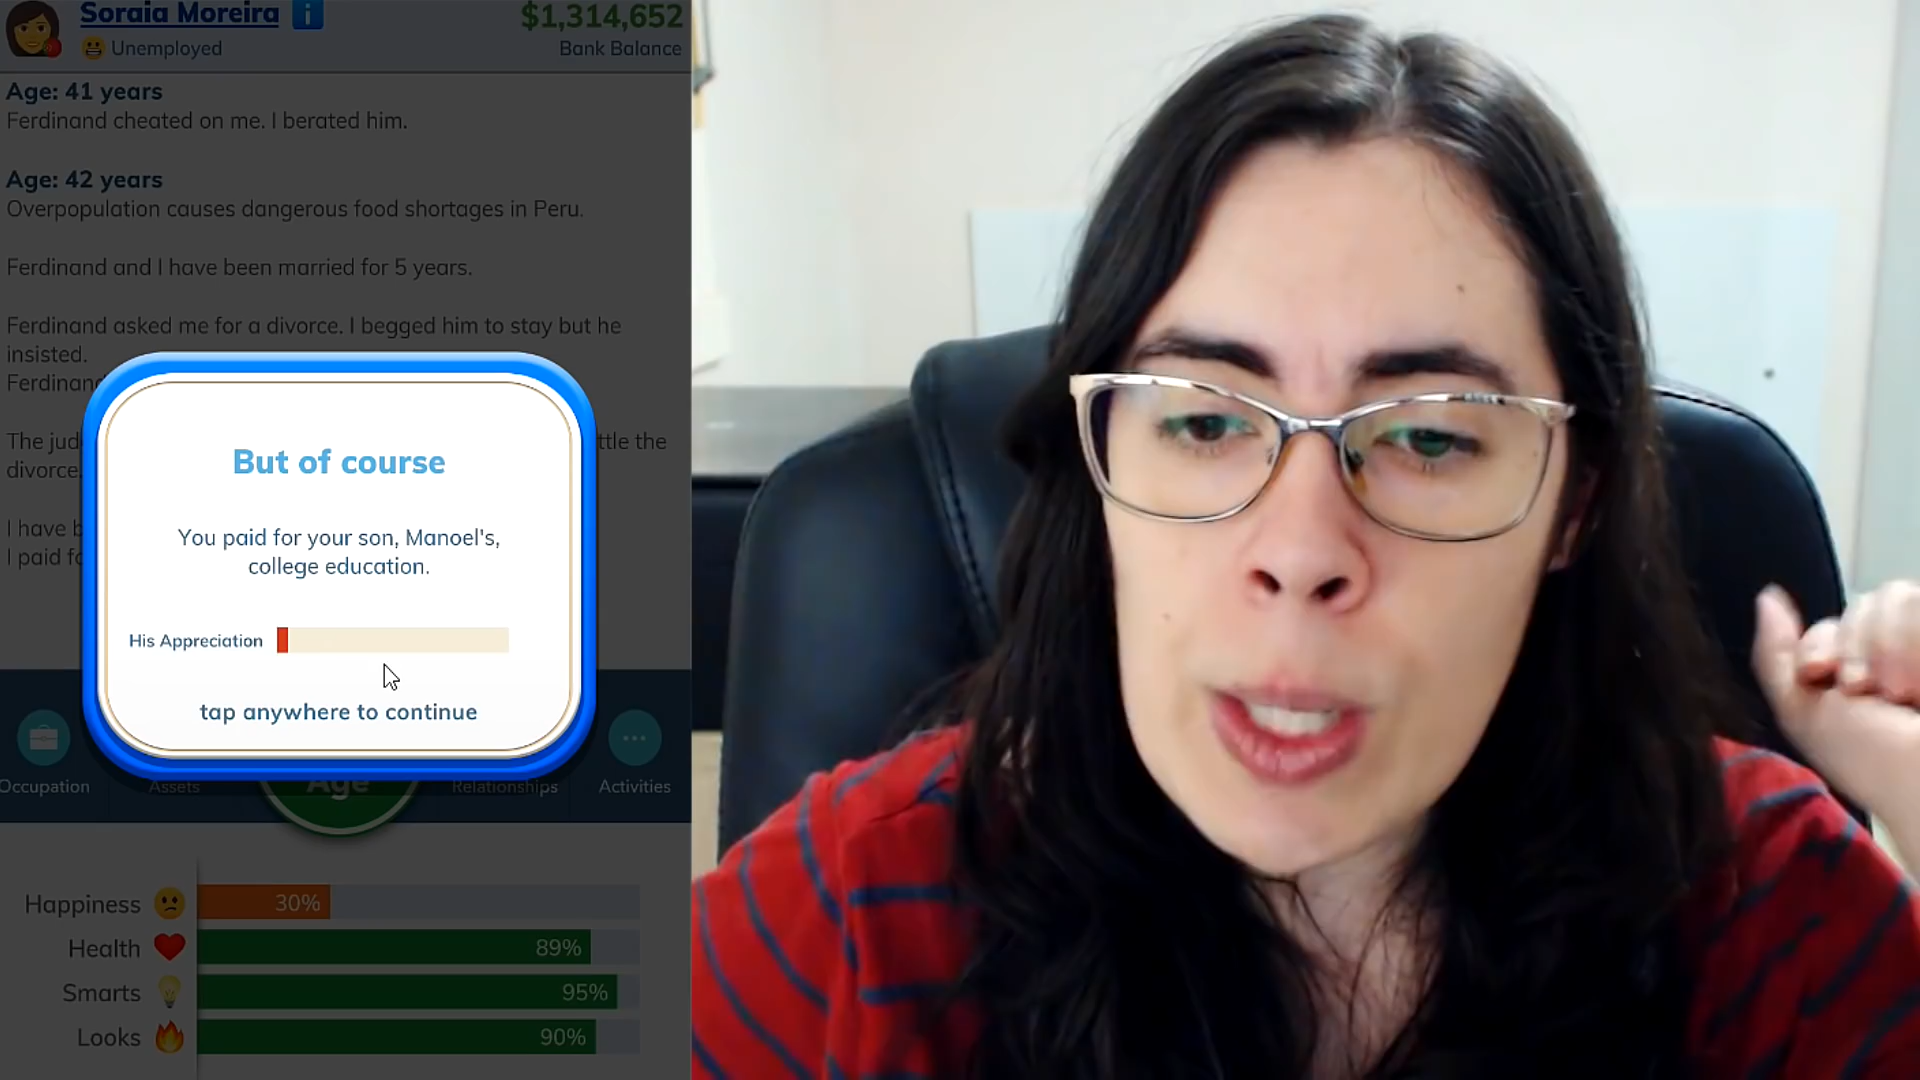 Soraia Moreira i
$1,314,652
Unemployed
Bank Balance
Age: 41 years
Ferdinand cheated on me. I berated him.
Age: 42 years
Overpopulation causes dangerous food shortages in Peru.
Ferdinand and I have been married for 5 years.
Ferdinand asked me for a divorce. I begged him to stay but he
insisted.
Ferdinand
The
divorce.
the
I have
I paid
But of course
You paid for your son, Manoel's,
college education.
His Appreciation
tap anywhere to continue
Occupation
Assets
Age
Relationships
Activities
Happiness 30%
Health 89%
Smarts 95%
Looks 90%